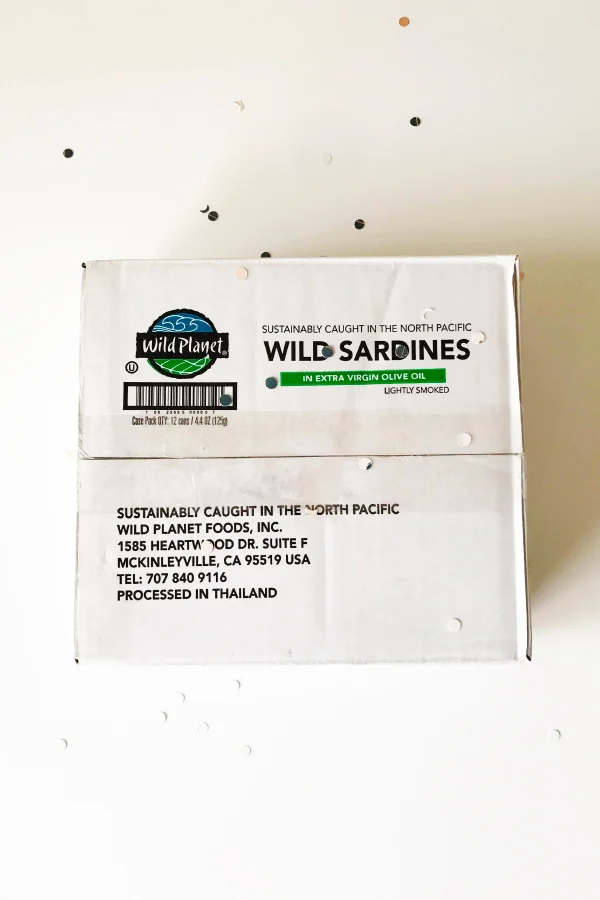 Wild Planet®
U
Case Pack QTY: 12 cans / 4.4 OZ (125g)
SUSTAINABLY CAUGHT IN THE NORTH PACIFIC
WILD SARDINES
IN EXTRA VIRGIN OLIVE OIL
LIGHTLY SMOKED
SUSTAINABLY CAUGHT IN THE NORTH PACIFIC
WILD PLANET FOODS, INC.
1585 HEARTWOOD DR. SUITE F
MCKINLEYVILLE, CA 95519 USA
TEL: 707 840 9116
PROCESSED IN THAILAND